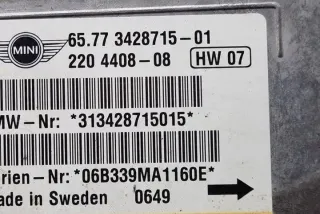 MINI
65.77 3428715-01
220 4408-08 HW 07
MW-Nr: *313428715015*
rien-Nr: *06B339MA1160E*
ade in Sweden 0649